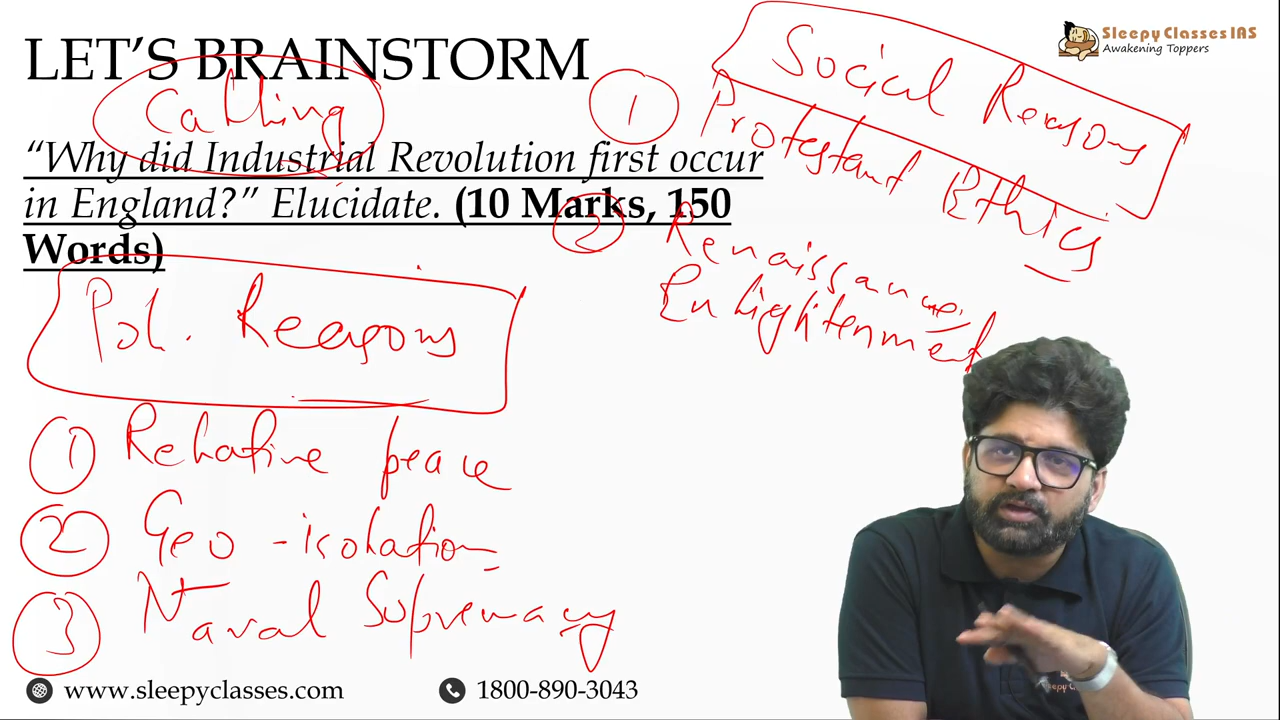 LET'S BRAINSTORM
Calling
"Why did Industrial Revolution first occur
in England?" Elucidate. (10 Marks, 150
Words)
Pol. Reasons
1 Relative peace
2 Geo-isolation
3 Naval Supremacy
SleepyClasses IAS
Awakening Toppers
Social Reasons
1 Protestant Ethics
2 Renaissance
Enlightenment
www.sleepyclasses.com
1800-890-3043